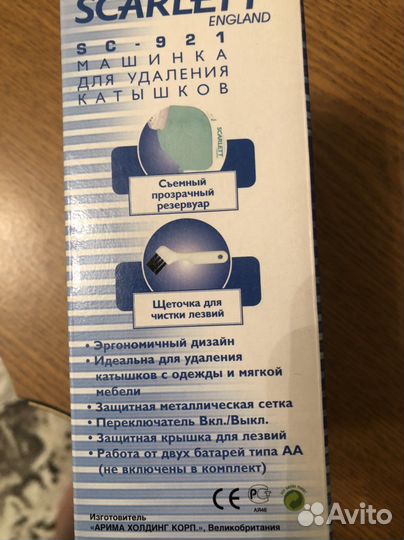 SCARLETT
ENGLAND
SC-921
МАШИНКА
ДЛЯ УДАЛЕНИЯ
КАТЫШКОВ
SCARLETT
Съемный
прозрачный
резервуар
Щеточка для
чистки лезвий
• Эргономичный дизайн
• Идеальна для удаления
катышков с одежды и мягкой
мебели
• Защитная металлическая сетка
• Переключатель Вкл./Выкл.
• Защитная крышка для лезвий
• Работа от двух батарей типа АА
(не включены в комплект)
CE
АЯ46
Изготовитель
«АРИМА ХОЛДИНГ КОРП.», Великобритания
Avito